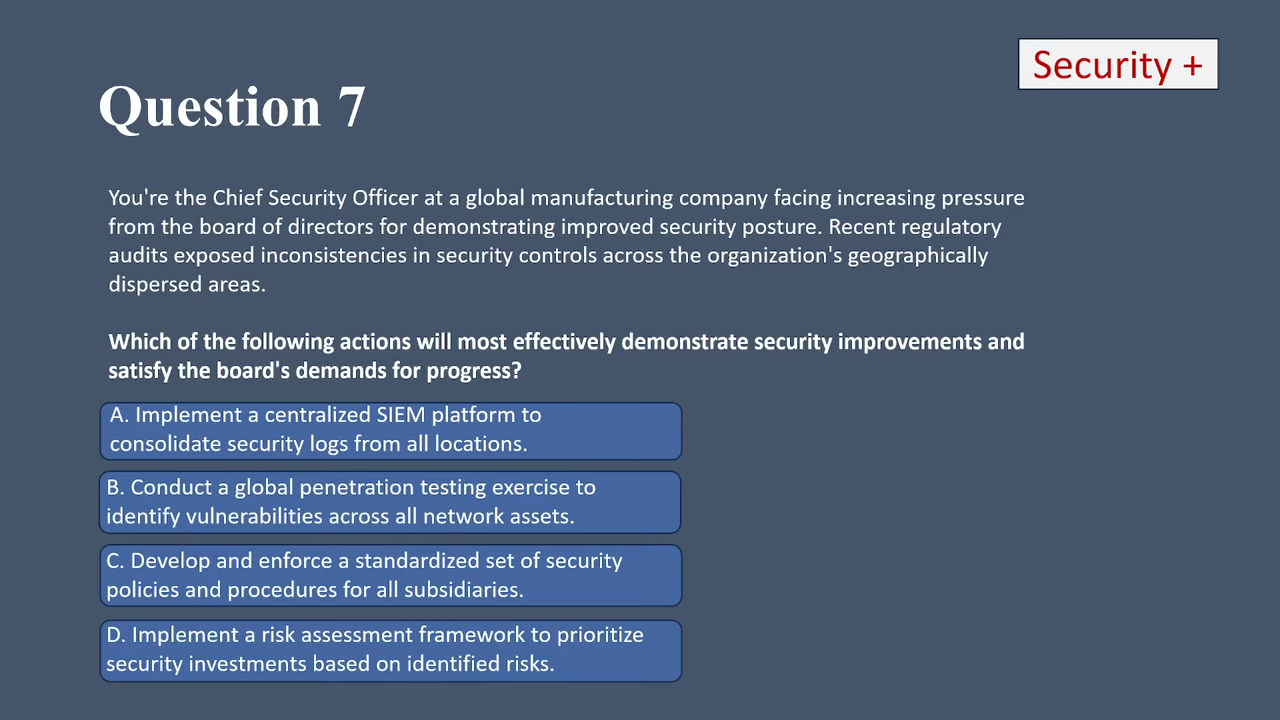 Security +
Question 7
You're the Chief Security Officer at a global manufacturing company facing increasing pressure
from the board of directors for demonstrating improved security posture. Recent regulatory
audits exposed inconsistencies in security controls across the organization's geographically
dispersed areas.
Which of the following actions will most effectively demonstrate security improvements and
satisfy the board's demands for progress?
A. Implement a centralized SIEM platform to
consolidate security logs from all locations.
B. Conduct a global penetration testing exercise to
identify vulnerabilities across all network assets.
C. Develop and enforce a standardized set of security
policies and procedures for all subsidiaries.
D. Implement a risk assessment framework to prioritize
security investments based on identified risks.